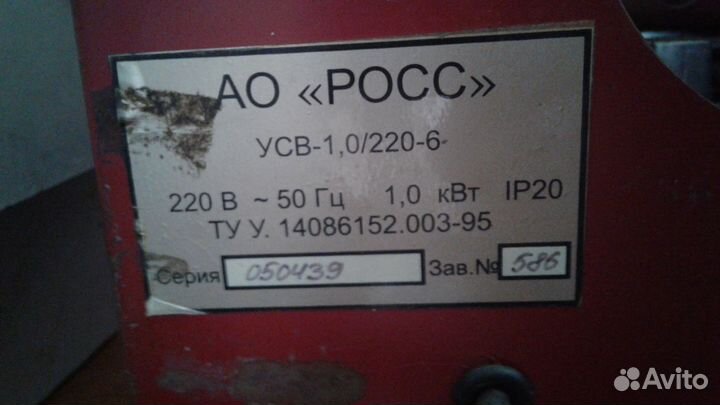 АО «РОСС»
УСВ-1,0/220-6
220 В ~ 50 Гц 1,0 кВт IP20
ТУ У. 14086152.003-95
Серия 050439 Зав.№ 586
Avito